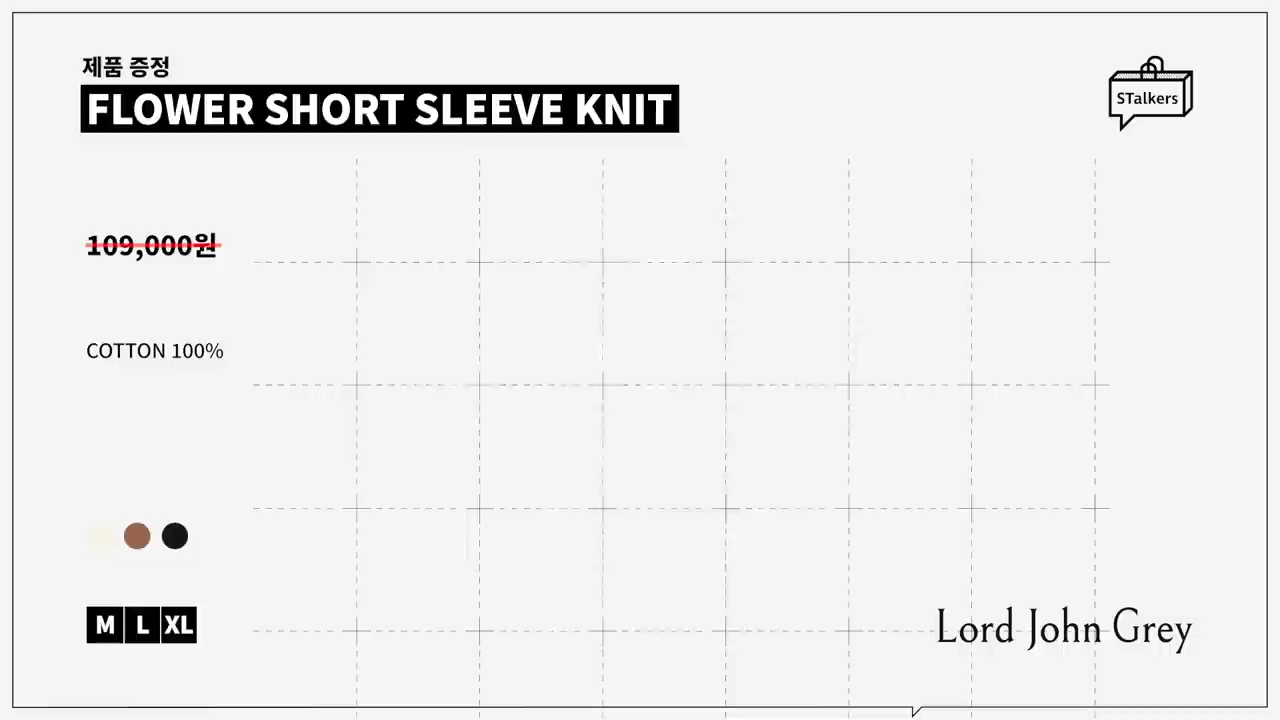 제품 증정
FLOWER SHORT SLEEVE KNIT
STalkers
109,000원
COTTON 100%
M L XL
Lord John Grey